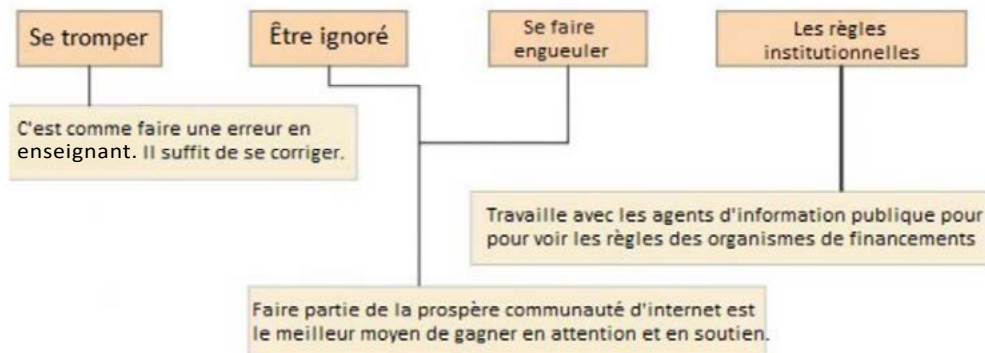 Se tromper
Être ignoré
Se faire
engueuler
Les règles
institutionnelles
C'est comme faire une erreur en
enseignant. Il suffit de se corriger.
Travaille avec les agents d'information publique pour
pour voir les règles des organismes de financements
Faire partie de la prospère communauté d'internet est
le meilleur moyen de gagner en attention et en soutien.